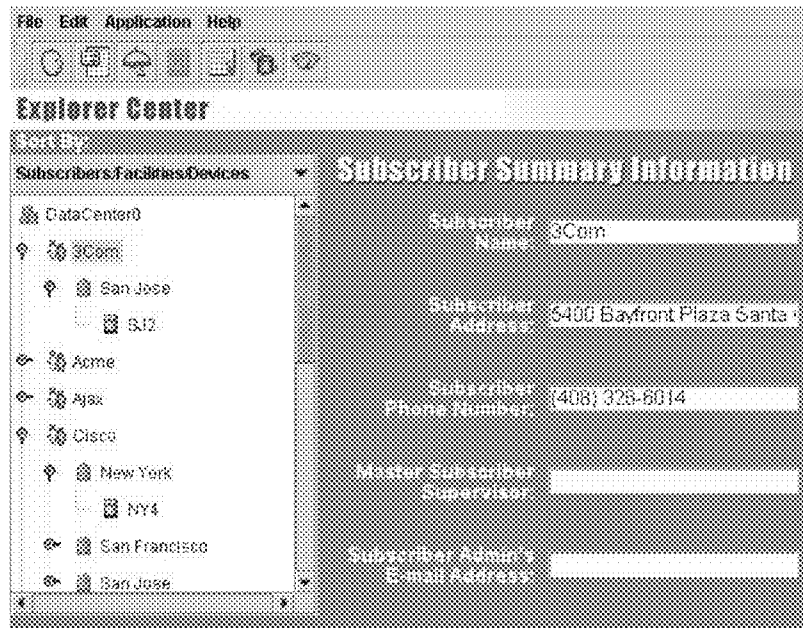 File Edit Application Help
Explorer Center
Sort By:
Subscribers/Facilities/Devices
DataCenter0
3Com
San Jose
SJ2
Acme
Ajax
Cisco
New York
NY4
San Francisco
San Jose
Subscriber Summary Information
Subscriber
Name:
3Com
Subscriber
Address:
5400 Bayfront Plaza Santa
Subscriber
Phone Number:
(408) 326-6014
Master Subscriber
Supervisor:
Subscriber Admin's
E-mail Address: